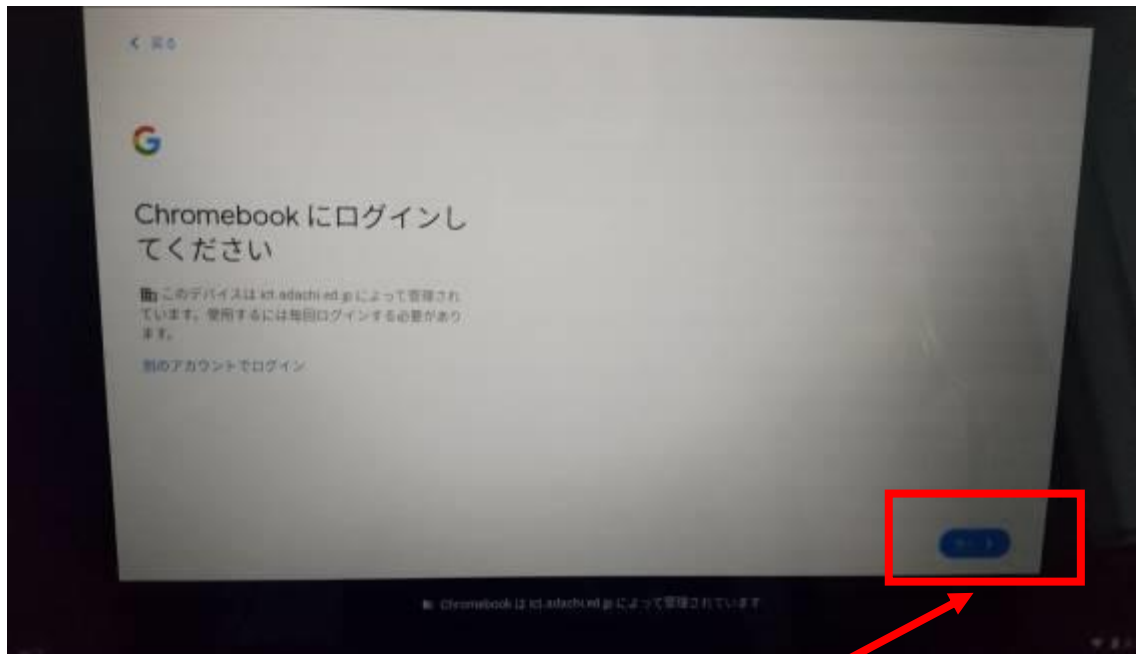 戻る
G
Chromebook にログインし
てください
このデバイスは ict.adachi.ed.jp によって管理され
ています。使用するには毎回ログインする必要があり
ます。
別のアカウントでログイン
Chromebook は ict.adachi.ed.jp によって管理されています